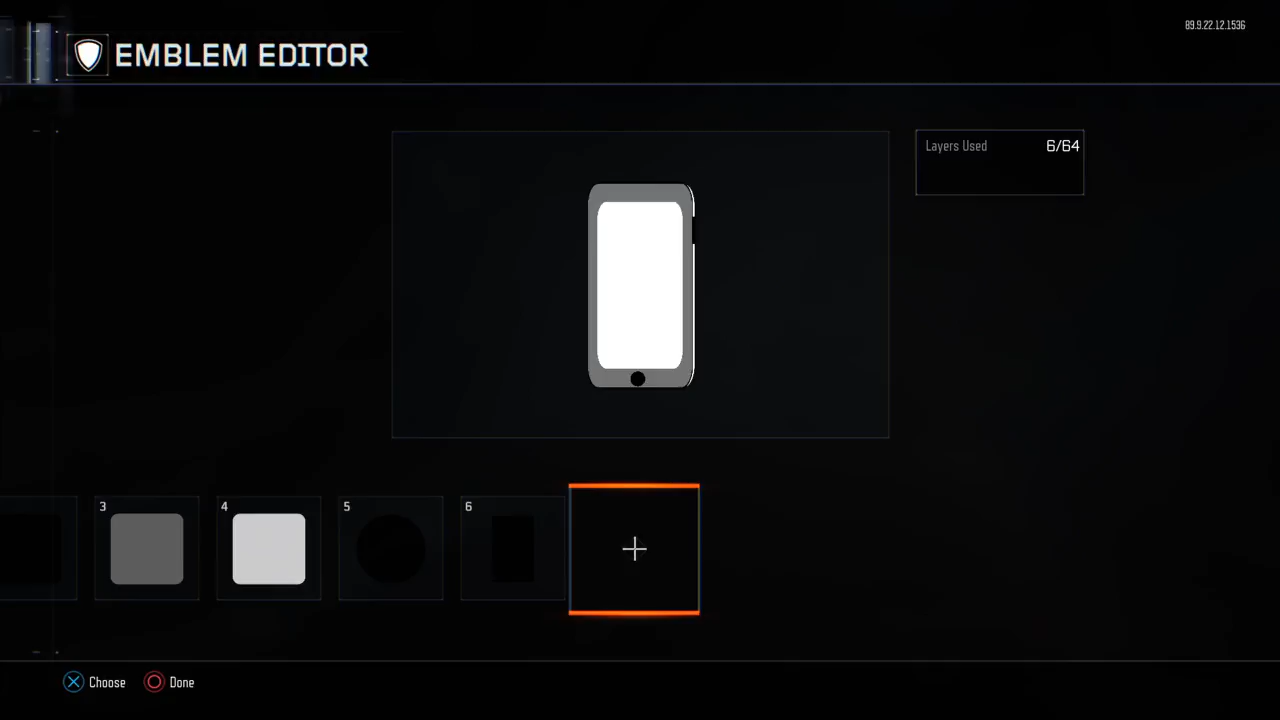 89.9.22.12.1536
EMBLEM EDITOR
Layers Used 6/64
3 4 5 6
Choose Done